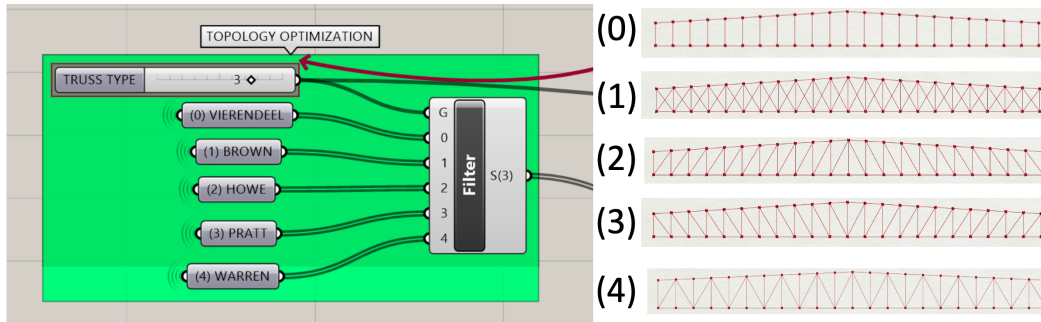 TOPOLOGY OPTIMIZATION
TRUSS TYPE 3
(0) VIERENDEEL
(1) BROWN
(2) HOWE
(3) PRATT
(4) WARREN
G
0
1
2
3
4
Filter
S(3)
(0)
(1)
(2)
(3)
(4)